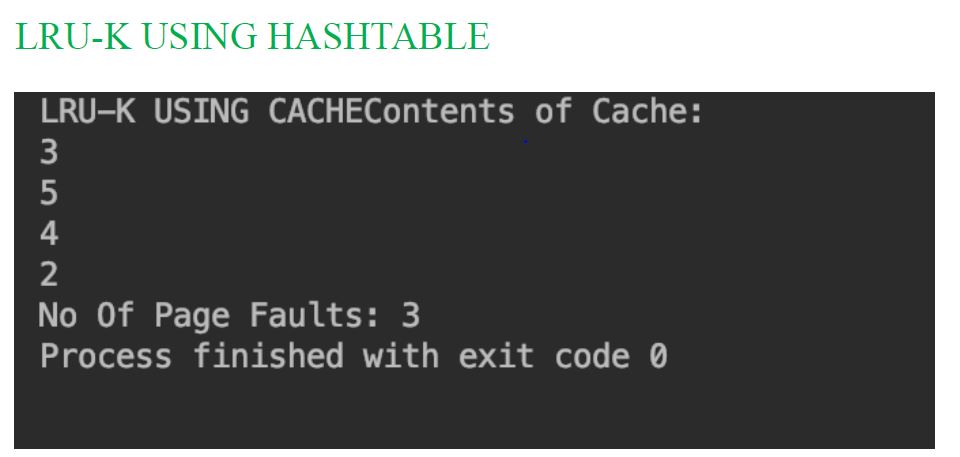 LRU-K USING HASHTABLE
LRU-K USING CACHEContents of Cache:
3
5
4
2
No Of Page Faults: 3
Process finished with exit code 0